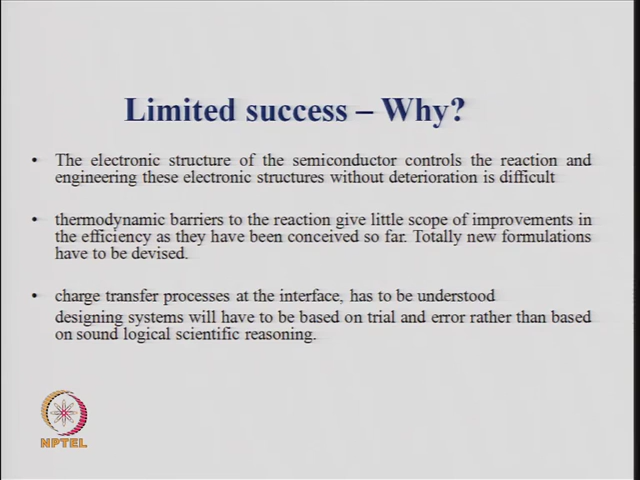 Limited success – Why?
• The electronic structure of the semiconductor controls the reaction and
engineering these electronic structures without deterioration is difficult
• thermodynamic barriers to the reaction give little scope of improvements in
the efficiency as they have been conceived so far. Totally new formulations
have to be devised.
• charge transfer processes at the interface, has to be understood
designing systems will have to be based on trial and error rather than based
on sound logical scientific reasoning.
NPTEL